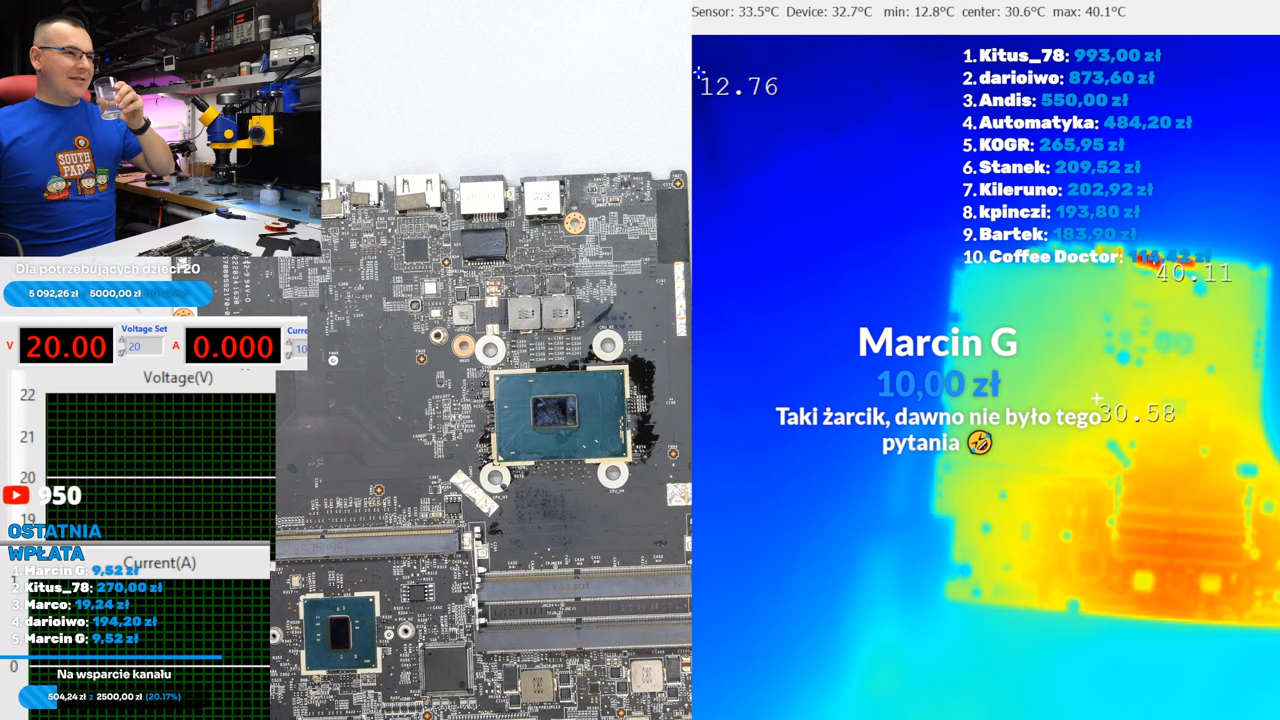 Sensor: 33.5°C Device: 32.7°C min: 12.8°C center: 30.6°C max: 40.1°C
12.76
1. Kitus_78: 993,00 zł
2. darioiwo: 873,60 zł
3. Andis: 550,00 zł
4. Automatyka: 484,20 zł
5. KOGR: 265,95 zł
6. Stanek: 209,52 zł
7. Kileruno: 202,92 zł
8. kpinczi: 193,80 zł
9. Bartek: 183,90 zł
10. Coffee Doctor: 114,42 zł
40.11
SOUTH
PARK
Dla potrzebujących dzieci 20
5 092,26 zł 5000,00 zł
V 20.00 Voltage Set 20 A 0.000 Curre 10
Voltage(V)
22
21
20
19
950
OSTATNIA
WPŁATA
Current(A)
1. Marcin G: 9,52 zł
2. Kitus_78: 270,00 zł
3. Marco: 19,24 zł
4. darioiwo: 194,20 zł
5. Marcin G: 9,52 zł
0
Na wsparcie kanału
504,24 zł z 2500,00 zł (20.17%)
Marcin G
10,00 zł
Taki żarcik, dawno nie było tego
pytania 🤣
30.58